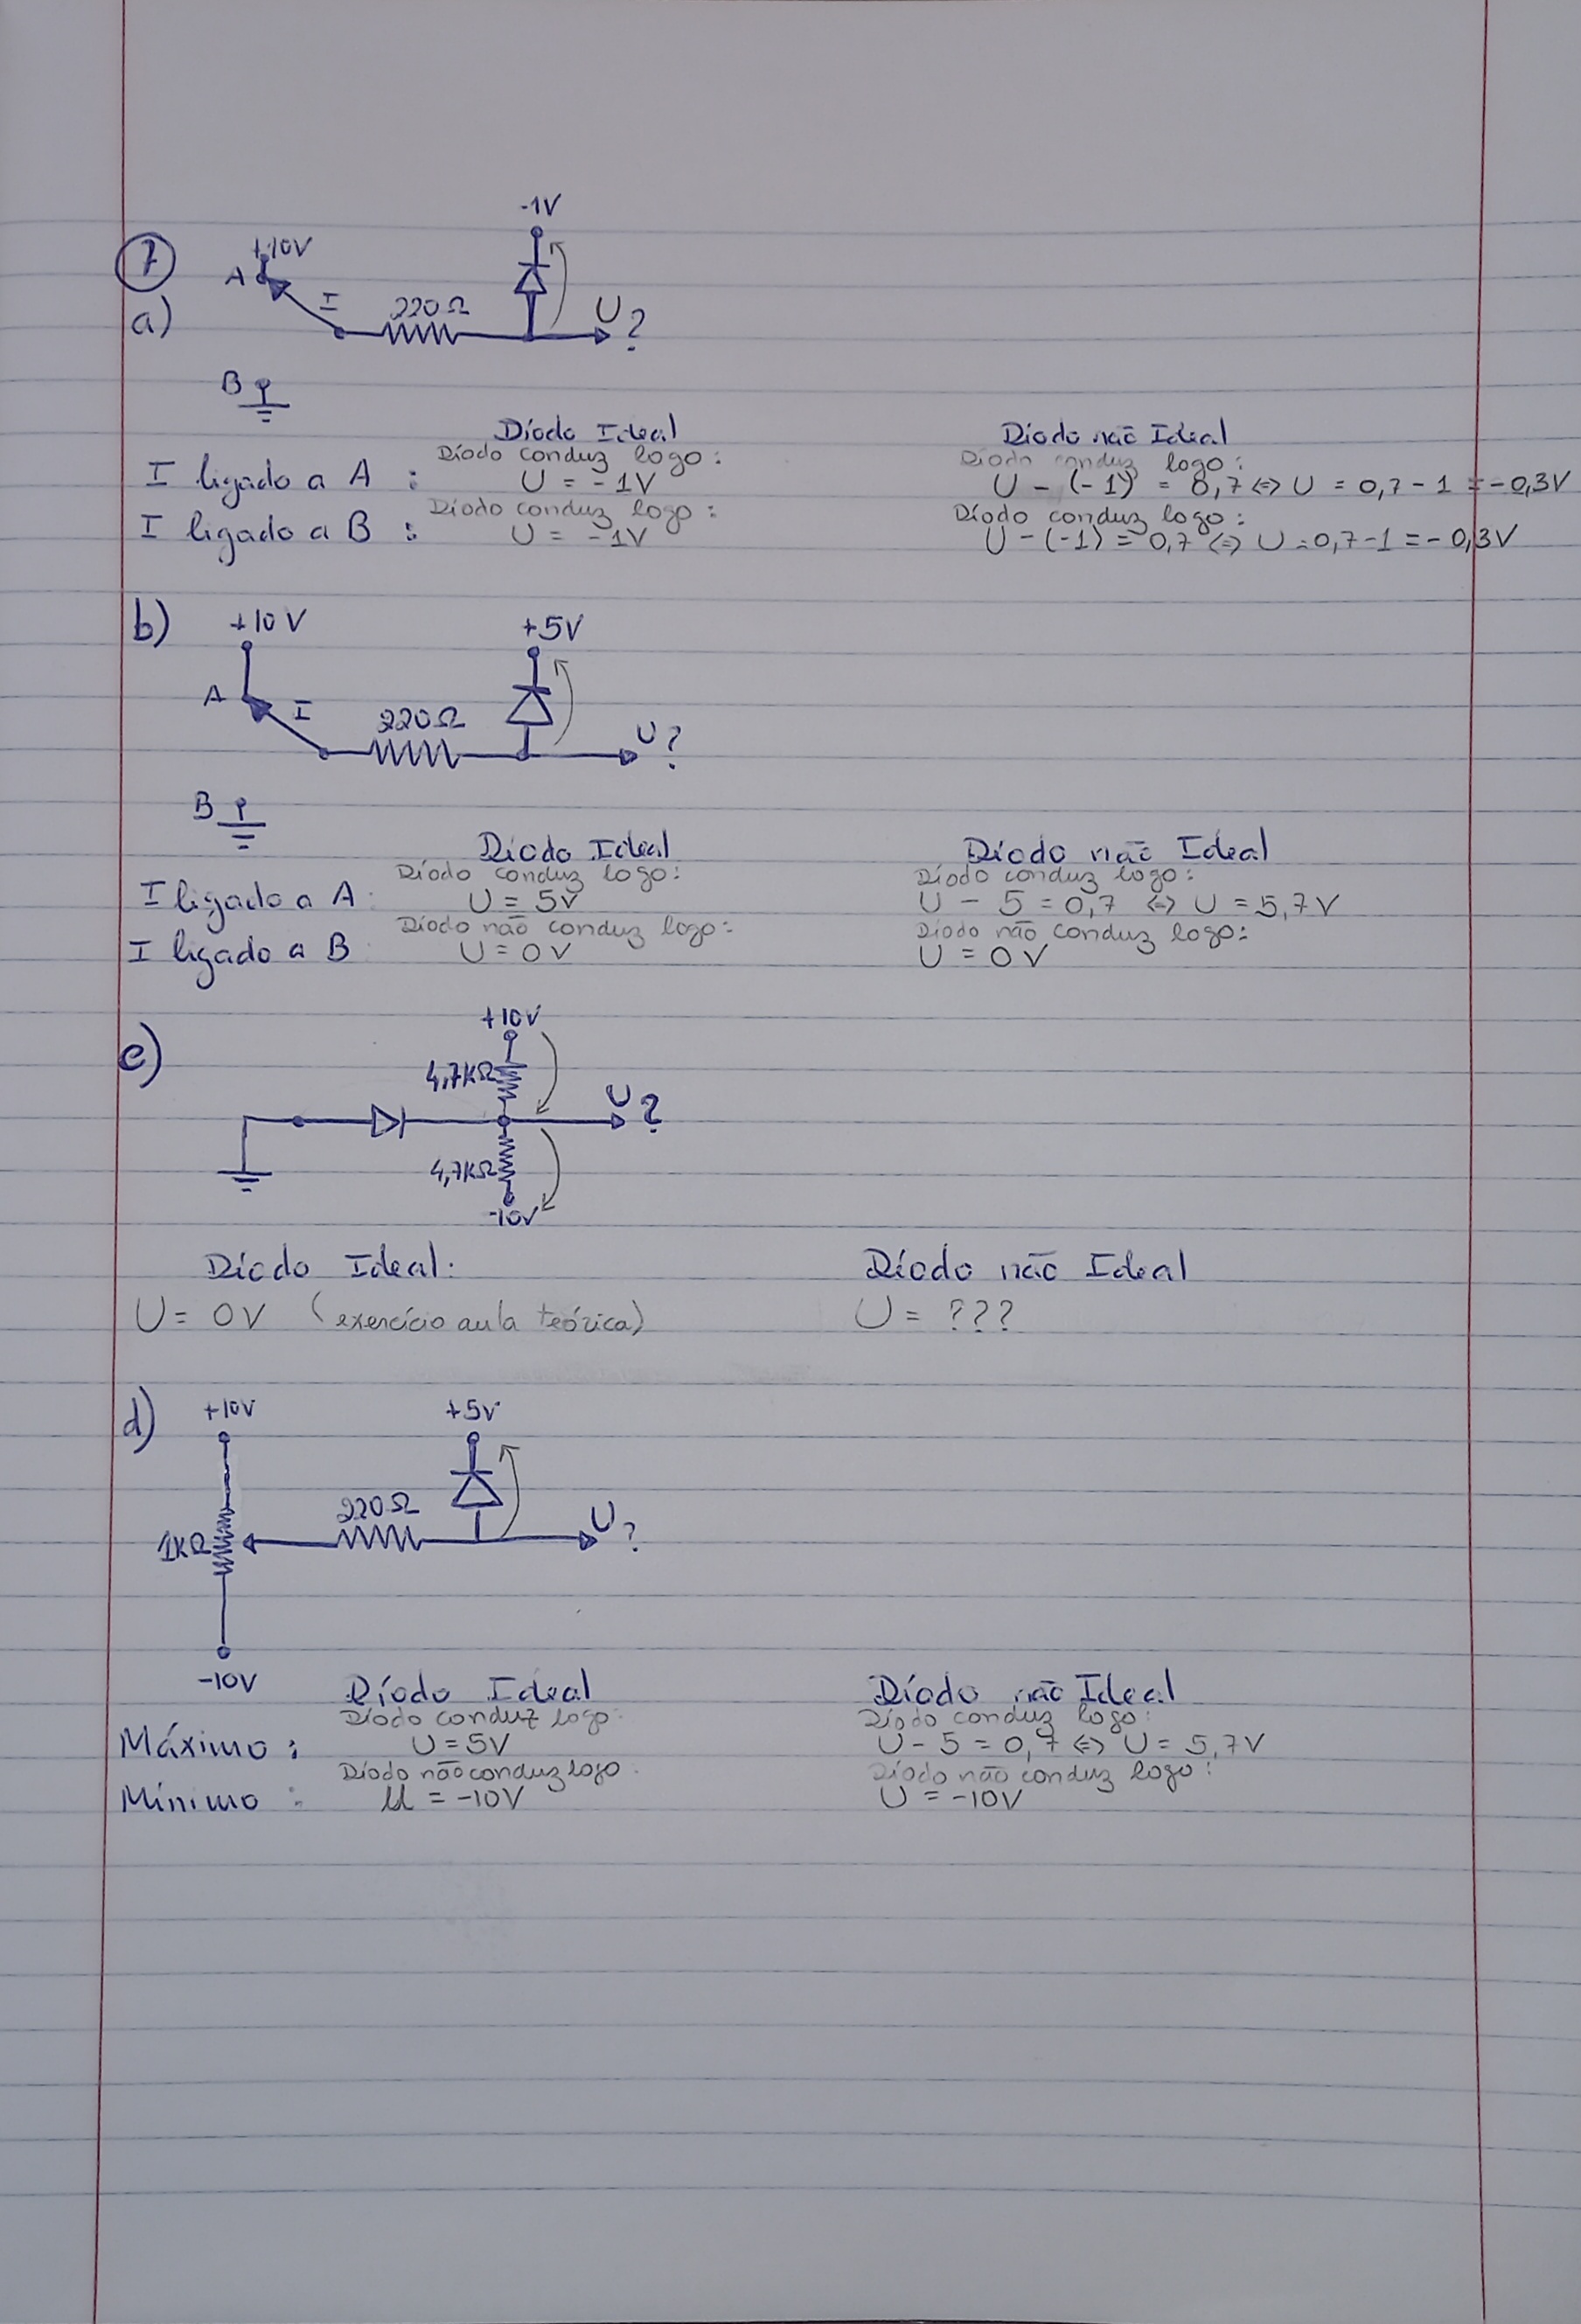 7
a)
-1V
+10V
A
I
220Ω
U?
B
Díodo Ideal
Díodo não Ideal
Díodo conduz logo:
Díodo conduz logo:
I ligado a A : U = -1V
U - (-1) = 0,7 <=> U = 0,7 - 1 = -0,3V
Díodo conduz logo:
Díodo conduz logo:
I ligado a B : U = -1V
U - (-1) = 0,7 <=> U = 0,7 - 1 = -0,3V
b)
+10V
+5V
A
I
220Ω
U?
B
Díodo Ideal
Díodo não Ideal
Díodo conduz logo:
Díodo conduz logo:
I ligado a A: U = 5V
U - 5 = 0,7 <=> U = 5,7V
Díodo não conduz logo:
Díodo não conduz logo:
I ligado a B U = 0V
U = 0V
c)
+10V
4,7KΩ
U?
4,7KΩ
-10V
Díodo Ideal:
Díodo não Ideal
U = 0V (exercício aula teórica)
U = ???
d)
+10V
+5V
220Ω
U?
1KΩ
-10V
Díodo Ideal
Díodo não Ideal
Díodo conduz logo:
Díodo conduz logo:
Máximo: U = 5V
U - 5 = 0,7 <=> U = 5,7V
Díodo não conduz logo:
Díodo não conduz logo:
Mínimo: U = -10V
U = -10V